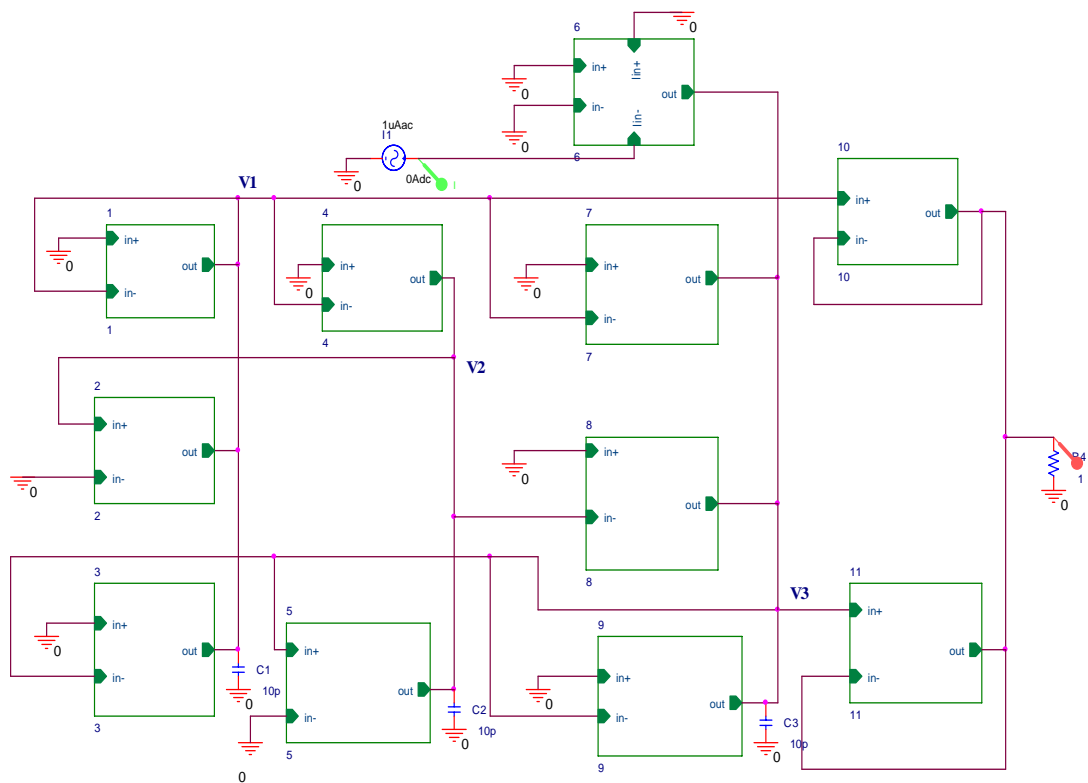 6
0
in+
Iin+
0
out
in-
Iin-
0
1uAac
I1
6
0Adc
I
0
10
V1
in+
out
in-
10
1
4
7
in+
0
out
in-
1
in+
0
out
in-
4
in+
0
out
in-
7
V2
2
in+
out
in-
0
2
8
in+
0
out
in-
8
R4
1
0
3
in+
0
out
in-
3
C1
10p
0
5
in+
out
in-
0
5
C2
10p
0
V3
9
in+
0
out
in-
9
C3
10p
0
11
in+
out
in-
11